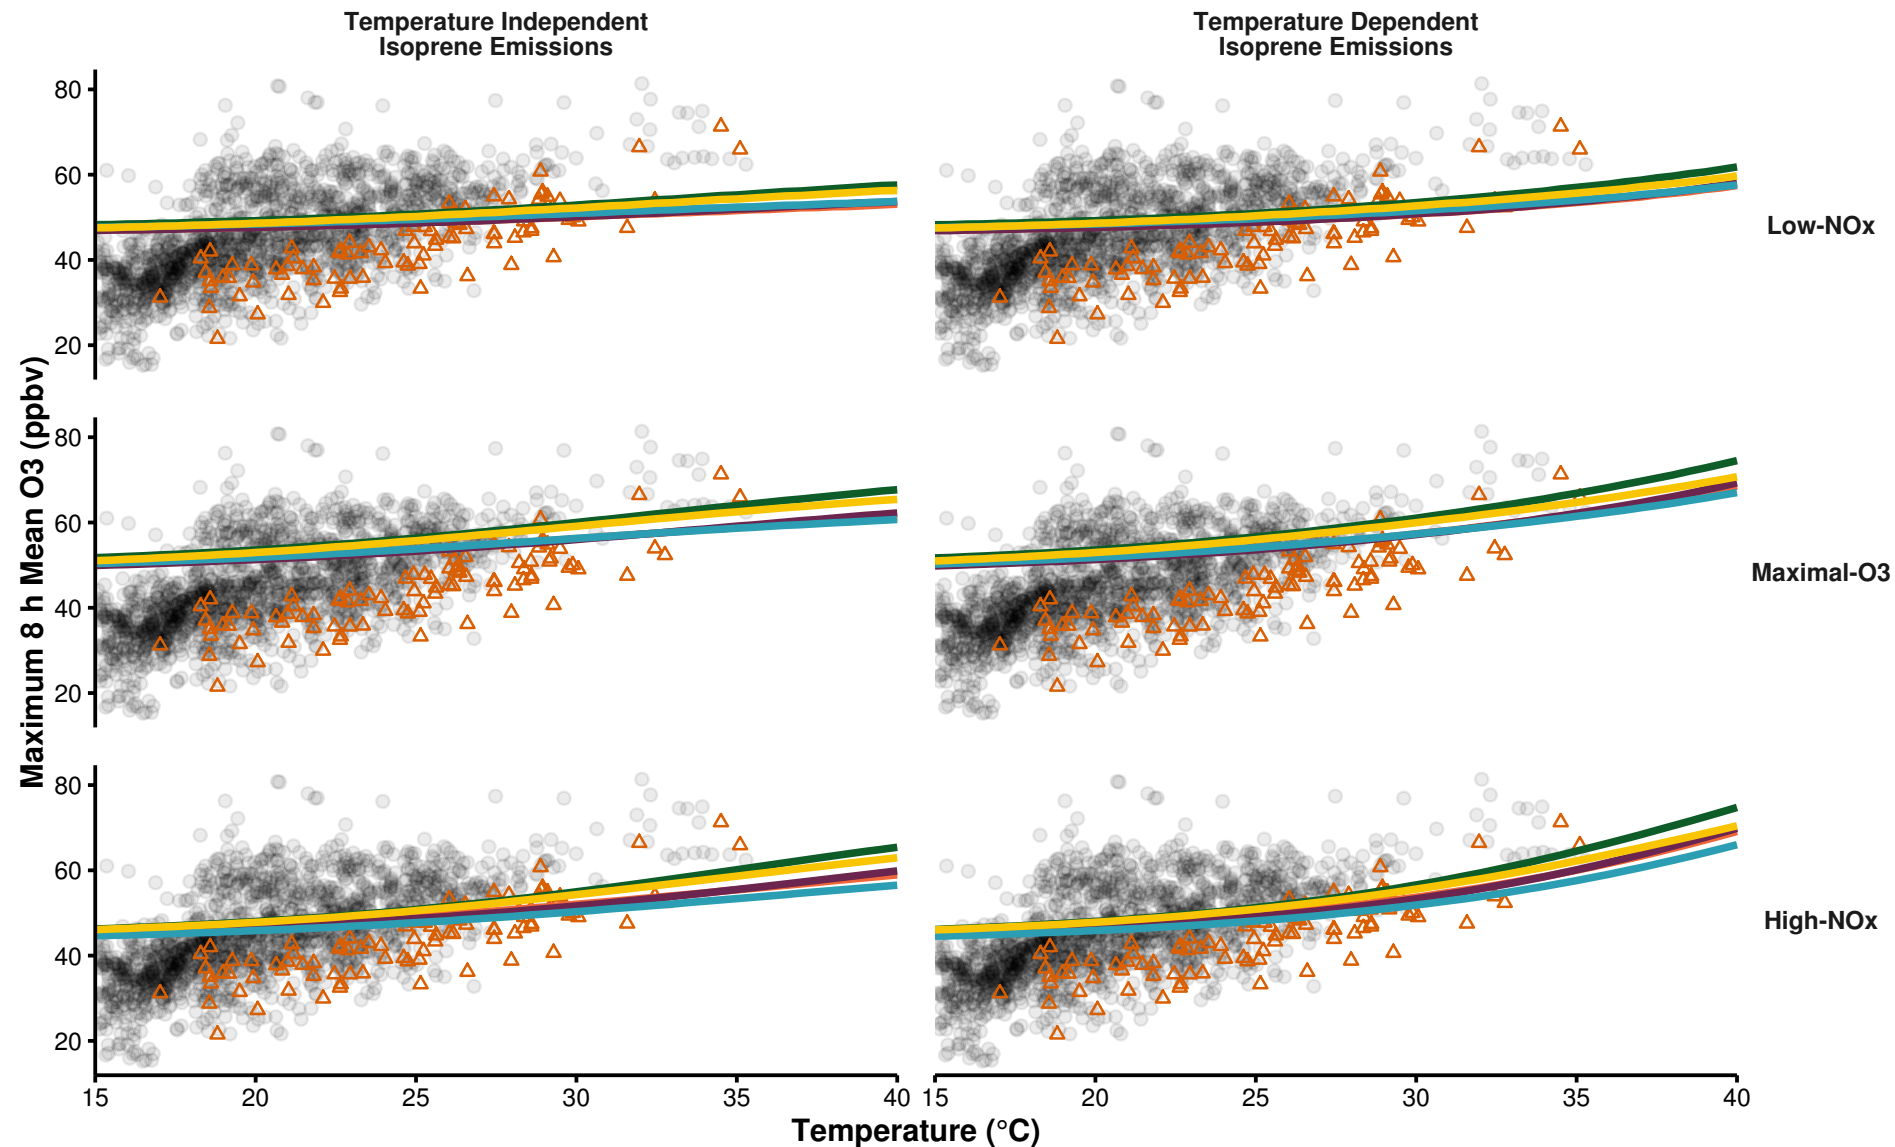 Temperature Independent
Isoprene Emissions
Temperature Dependent
Isoprene Emissions
Maximum 8 h Mean O3 (ppbv)
80
60
40
20
Low-NOx
80
60
40
20
Maximal-O3
80
60
40
20
High-NOx
15 20 25 30 35 40
15 20 25 30 35 40
Temperature (°C)